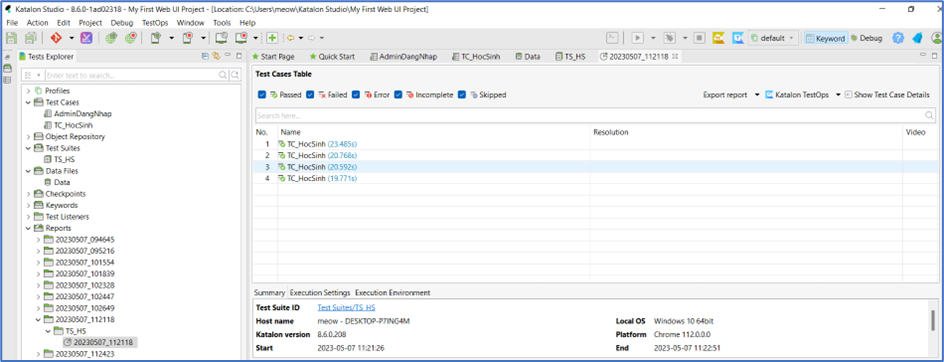 Katalon Studio - 8.6.0-1ad02318 - My First Web UI Project - [Location: C:\Users\meow\Katalon Studio\My First Web UI Project]
File Action Edit Project Debug TestOps Window Tools Help
default Keyword Debug
Tests Explorer
Start Page Quick Start AdminDangNhap TC_HocSinh Data TS_HS 20230507_112118
Enter text to search...
Profiles
Test Cases
AdminDangNhap
TC_HocSinh
Object Repository
Test Suites
TS_HS
Data Files
Data
Checkpoints
Keywords
Test Listeners
Reports
20230507_094645
20230507_095216
20230507_101554
20230507_101839
20230507_102328
20230507_102447
20230507_102649
20230507_112118
TS_HS
20230507_112118
20230507_112423
Test Cases Table
Passed Failed Error Incomplete Skipped Export report Katalon TestOps Show Test Case Details
Search here...
No. Name Resolution Video
1 TC_HocSinh (23.485s)
2 TC_HocSinh (20.768s)
3 TC_HocSinh (20.592s)
4 TC_HocSinh (19.771s)
Summary Execution Settings Execution Environment
Test Suite ID Test Suites/TS_HS
Host name meow - DESKTOP-P7ING4M Local OS Windows 10 64bit
Katalon version 8.6.0.208 Platform Chrome 112.0.0.0
Start 2023-05-07 11:21:26 End 2023-05-07 11:22:51